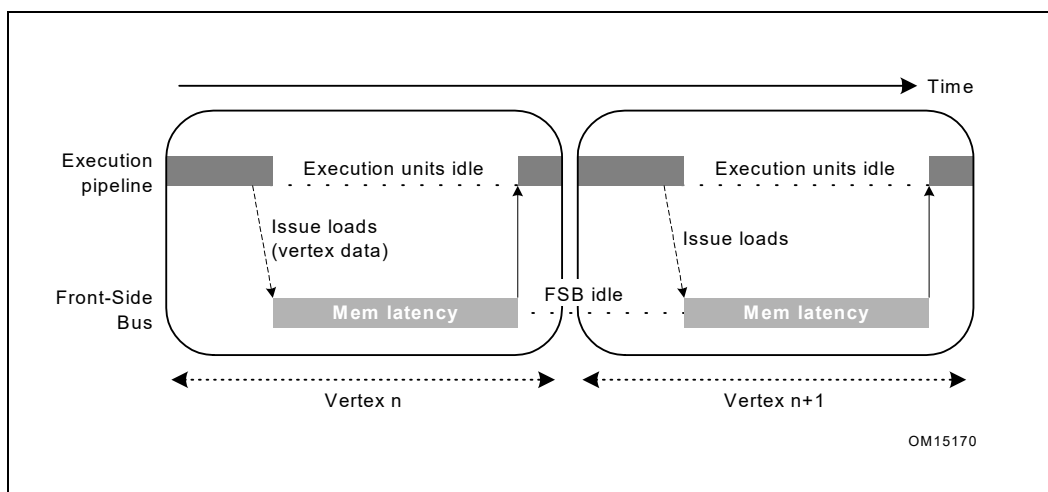 Time
Execution
pipeline
Execution units idle
Execution units idle
Issue loads
(vertex data)
Issue loads
Front-Side
Bus
Mem latency
FSB idle
Mem latency
Vertex n
Vertex n+1
OM15170